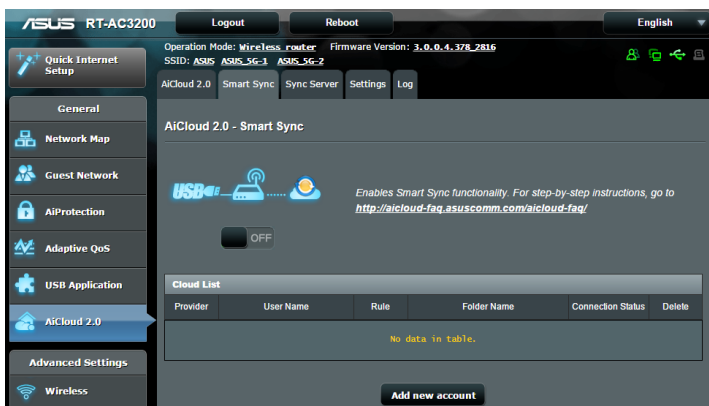 ASUS RT-AC3200
Logout
Reboot
English
Quick Internet Setup
Operation Mode: Wireless router Firmware Version: 3.0.0.4.378_2816
SSID: ASUS ASUS_5G-1 ASUS_5G-2
AiCloud 2.0 Smart Sync Sync Server Settings Log
General
Network Map
Guest Network
AiProtection
Adaptive QoS
USB Application
AiCloud 2.0
Advanced Settings
Wireless
AiCloud 2.0 - Smart Sync
USB
Enables Smart Sync functionality. For step-by-step instructions, go to
http://aicloud-faq.asuscomm.com/aicloud-faq/
OFF
Cloud List
Provider User Name Rule Folder Name Connection Status Delete
No data in table.
Add new account